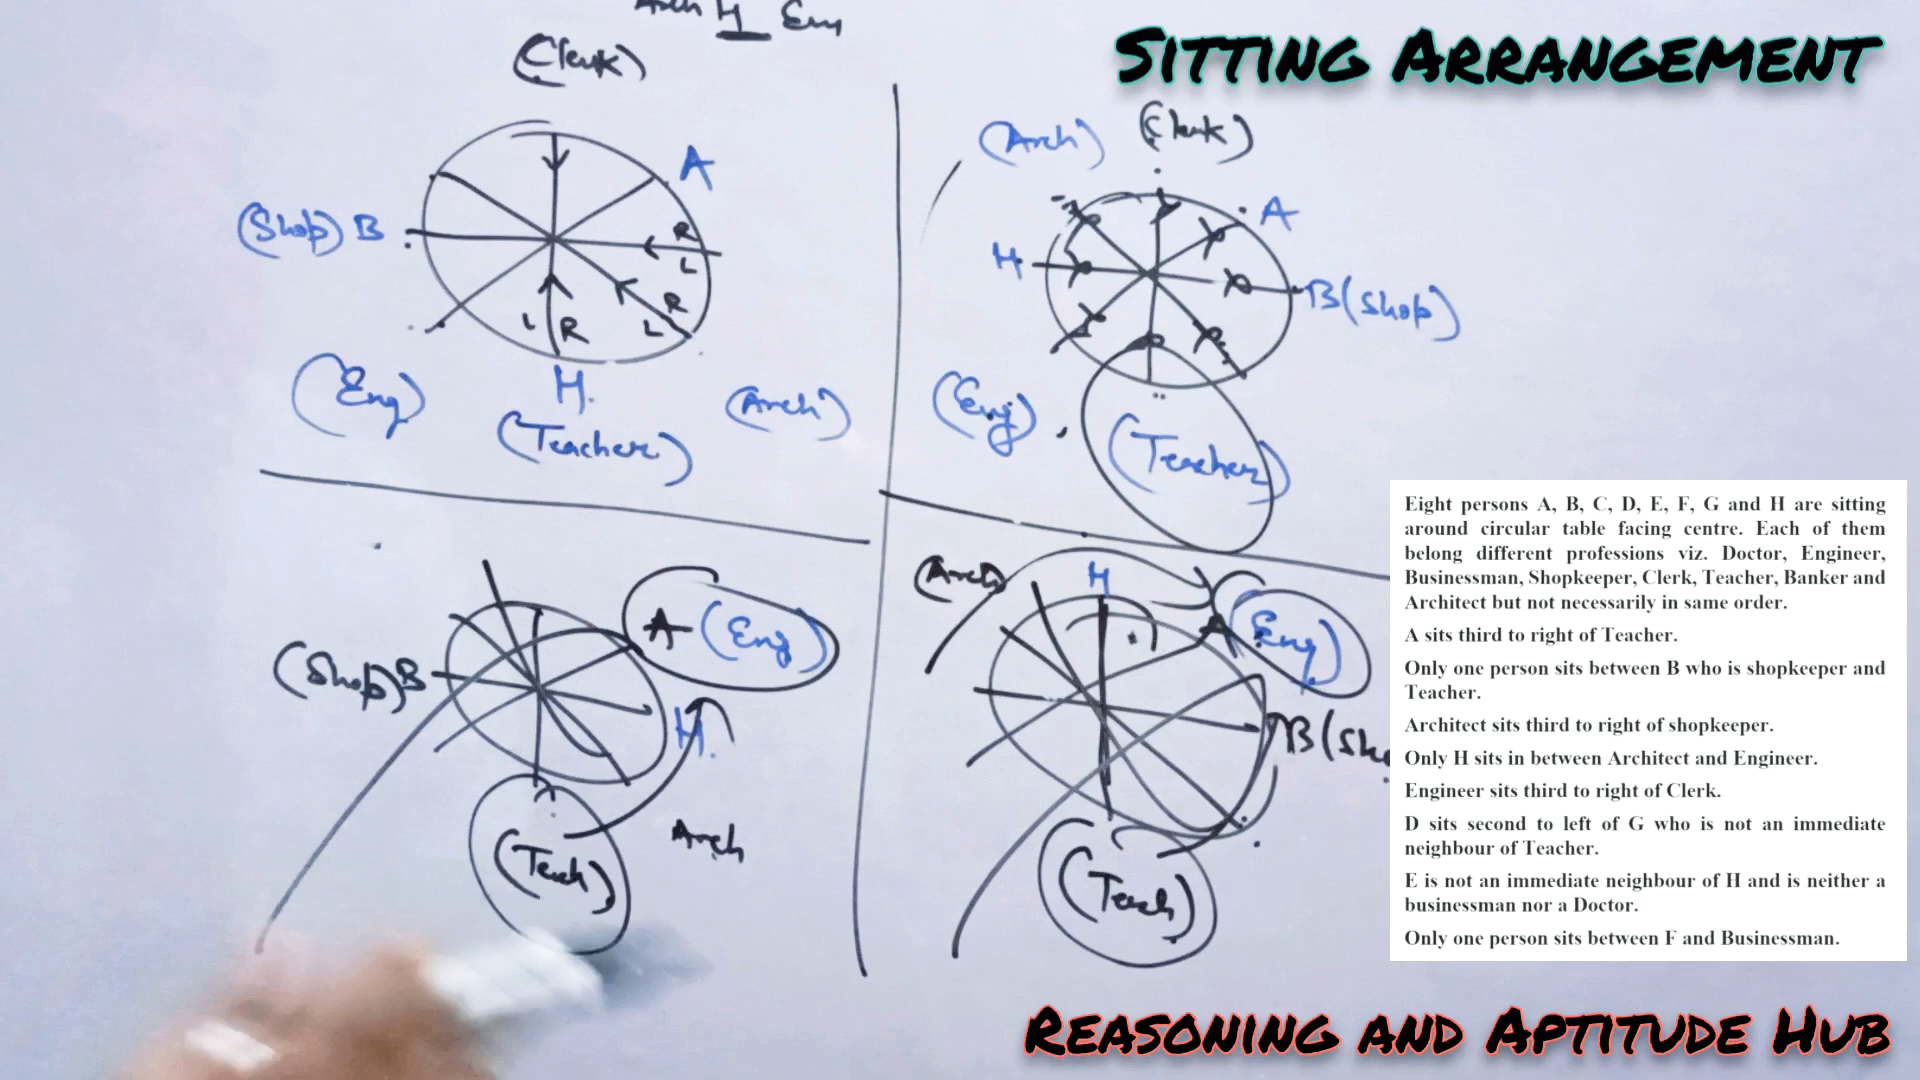 Arch H Eng
SITTING ARRANGEMENT
(Clerk)
A
(Shop) B
R
L
R
L
L R
(Eng)
H.
(Teacher)
(Arch)
(Arch) (Clerk)
A
H
B (Shop)
(Eng).
(Teacher)
A (Eng)
(Shop) B
H.
(Teach)
Arch
(Arch)
H
A (Eng)
B (Sho
(Teach)
Eight persons A, B, C, D, E, F, G and H are sitting
around circular table facing centre. Each of them
belong different professions viz. Doctor, Engineer,
Businessman, Shopkeeper, Clerk, Teacher, Banker and
Architect but not necessarily in same order.
A sits third to right of Teacher.
Only one person sits between B who is shopkeeper and
Teacher.
Architect sits third to right of shopkeeper.
Only H sits in between Architect and Engineer.
Engineer sits third to right of Clerk.
D sits second to left of G who is not an immediate
neighbour of Teacher.
E is not an immediate neighbour of H and is neither a
businessman nor a Doctor.
Only one person sits between F and Businessman.
REASONING AND APTITUDE HUB